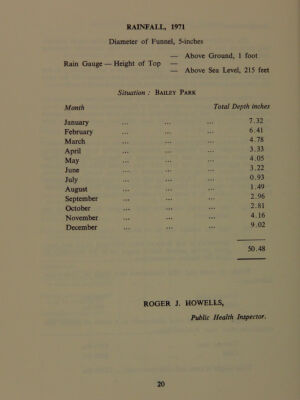 RAINFALL, 1971
Diameter of Funnel, 5-inches
— Above Ground, 1 foot
Rain Gauge — Height of Top —
— Above Sea Level, 215 feet
Situation : BAILEY PARK
Month Total Depth inches
January ... ... ... 7.32
February ... ... ... 6.41
March ... ... ... 4.78
April ... ... ... 3.33
May ... ... ... 4.05
June ... ... ... 3.22
July ... ... ... 0.93
August ... ... ... 1.49
September ... ... ... 2.96
October ... ... ... 2.81
November ... ... ... 4.16
December ... ... ... 9.02
50.48
ROGER J. HOWELLS,
Public Health Inspector.
20